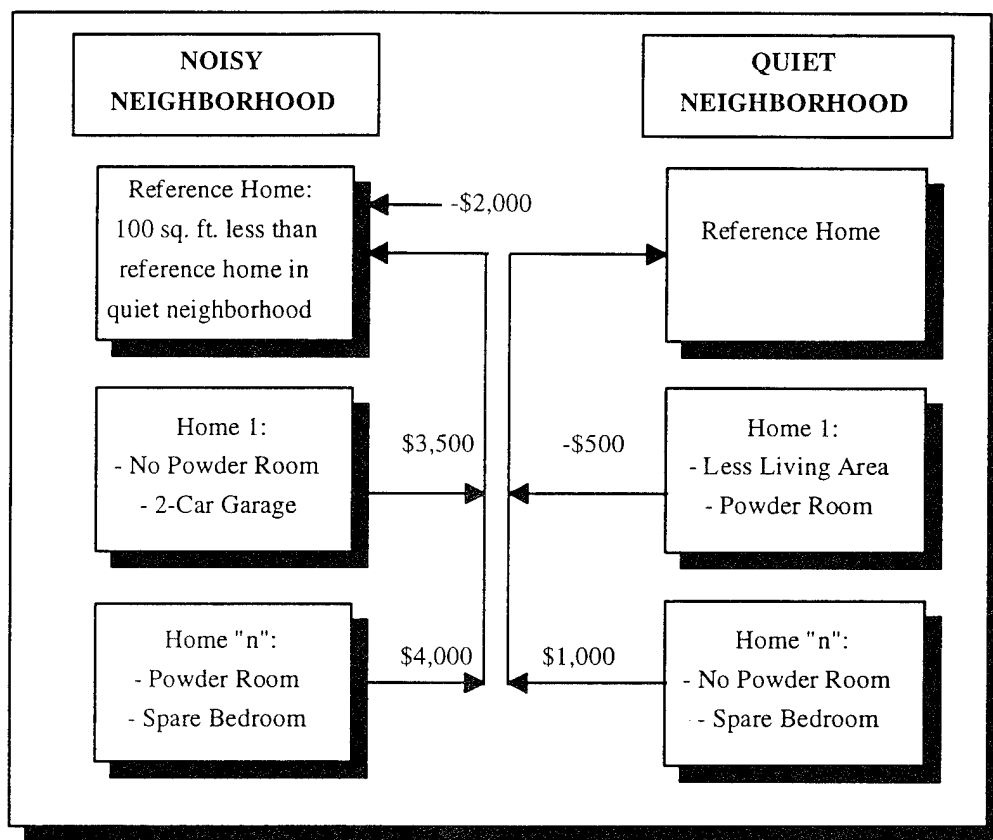 NOISY
NEIGHBORHOOD
QUIET
NEIGHBORHOOD
Reference Home:
100 sq. ft. less than
reference home in
quiet neighborhood
-$2,000
Reference Home
Home 1:
- No Powder Room
- 2-Car Garage
$3,500
-$500
Home 1:
- Less Living Area
- Powder Room
Home "n":
- Powder Room
- Spare Bedroom
$4,000
$1,000
Home "n":
- No Powder Room
- Spare Bedroom